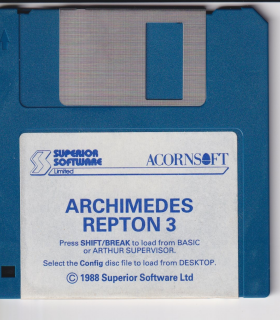 SUPERIOR SOFTWARE Limited ACORNSOFT
ARCHIMEDES
REPTON 3
Press SHIFT/BREAK to load from BASIC
or ARTHUR SUPERVISOR.
Select the Config disc file to load from DESKTOP.
© 1988 Superior Software Ltd